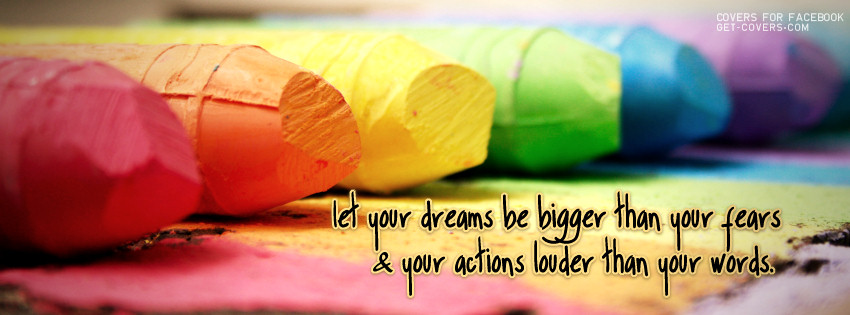 COVERS FOR FACEBOOK
GET-COVERS-COM
let your dreams be bigger than your fears
& your actions louder than your words.